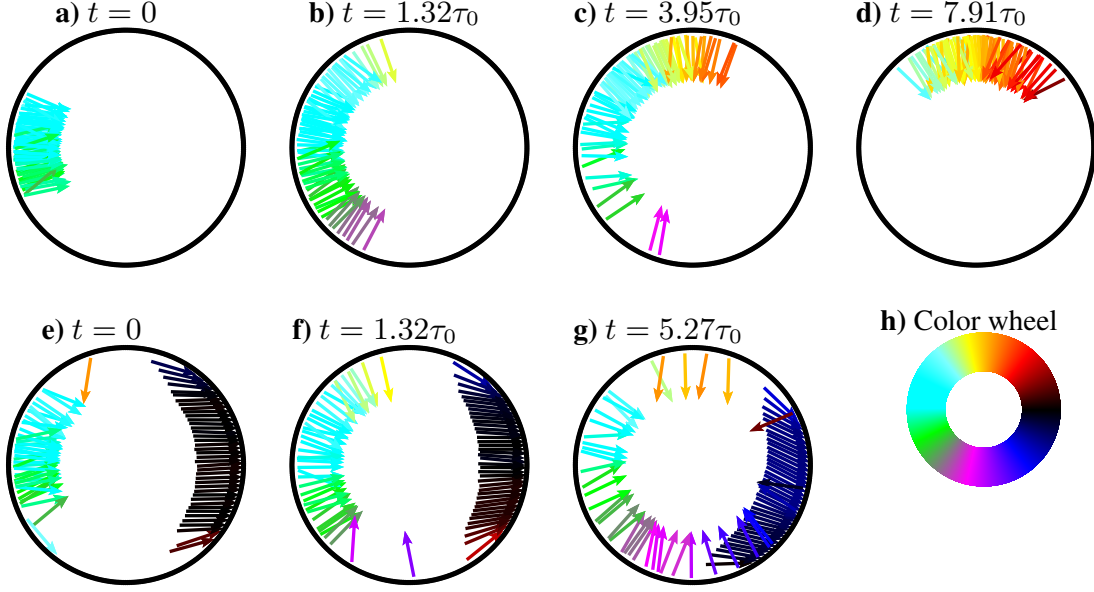 a) t = 0
b) t = 1.32τ₀
c) t = 3.95τ₀
d) t = 7.91τ₀
e) t = 0
f) t = 1.32τ₀
g) t = 5.27τ₀
h) Color wheel